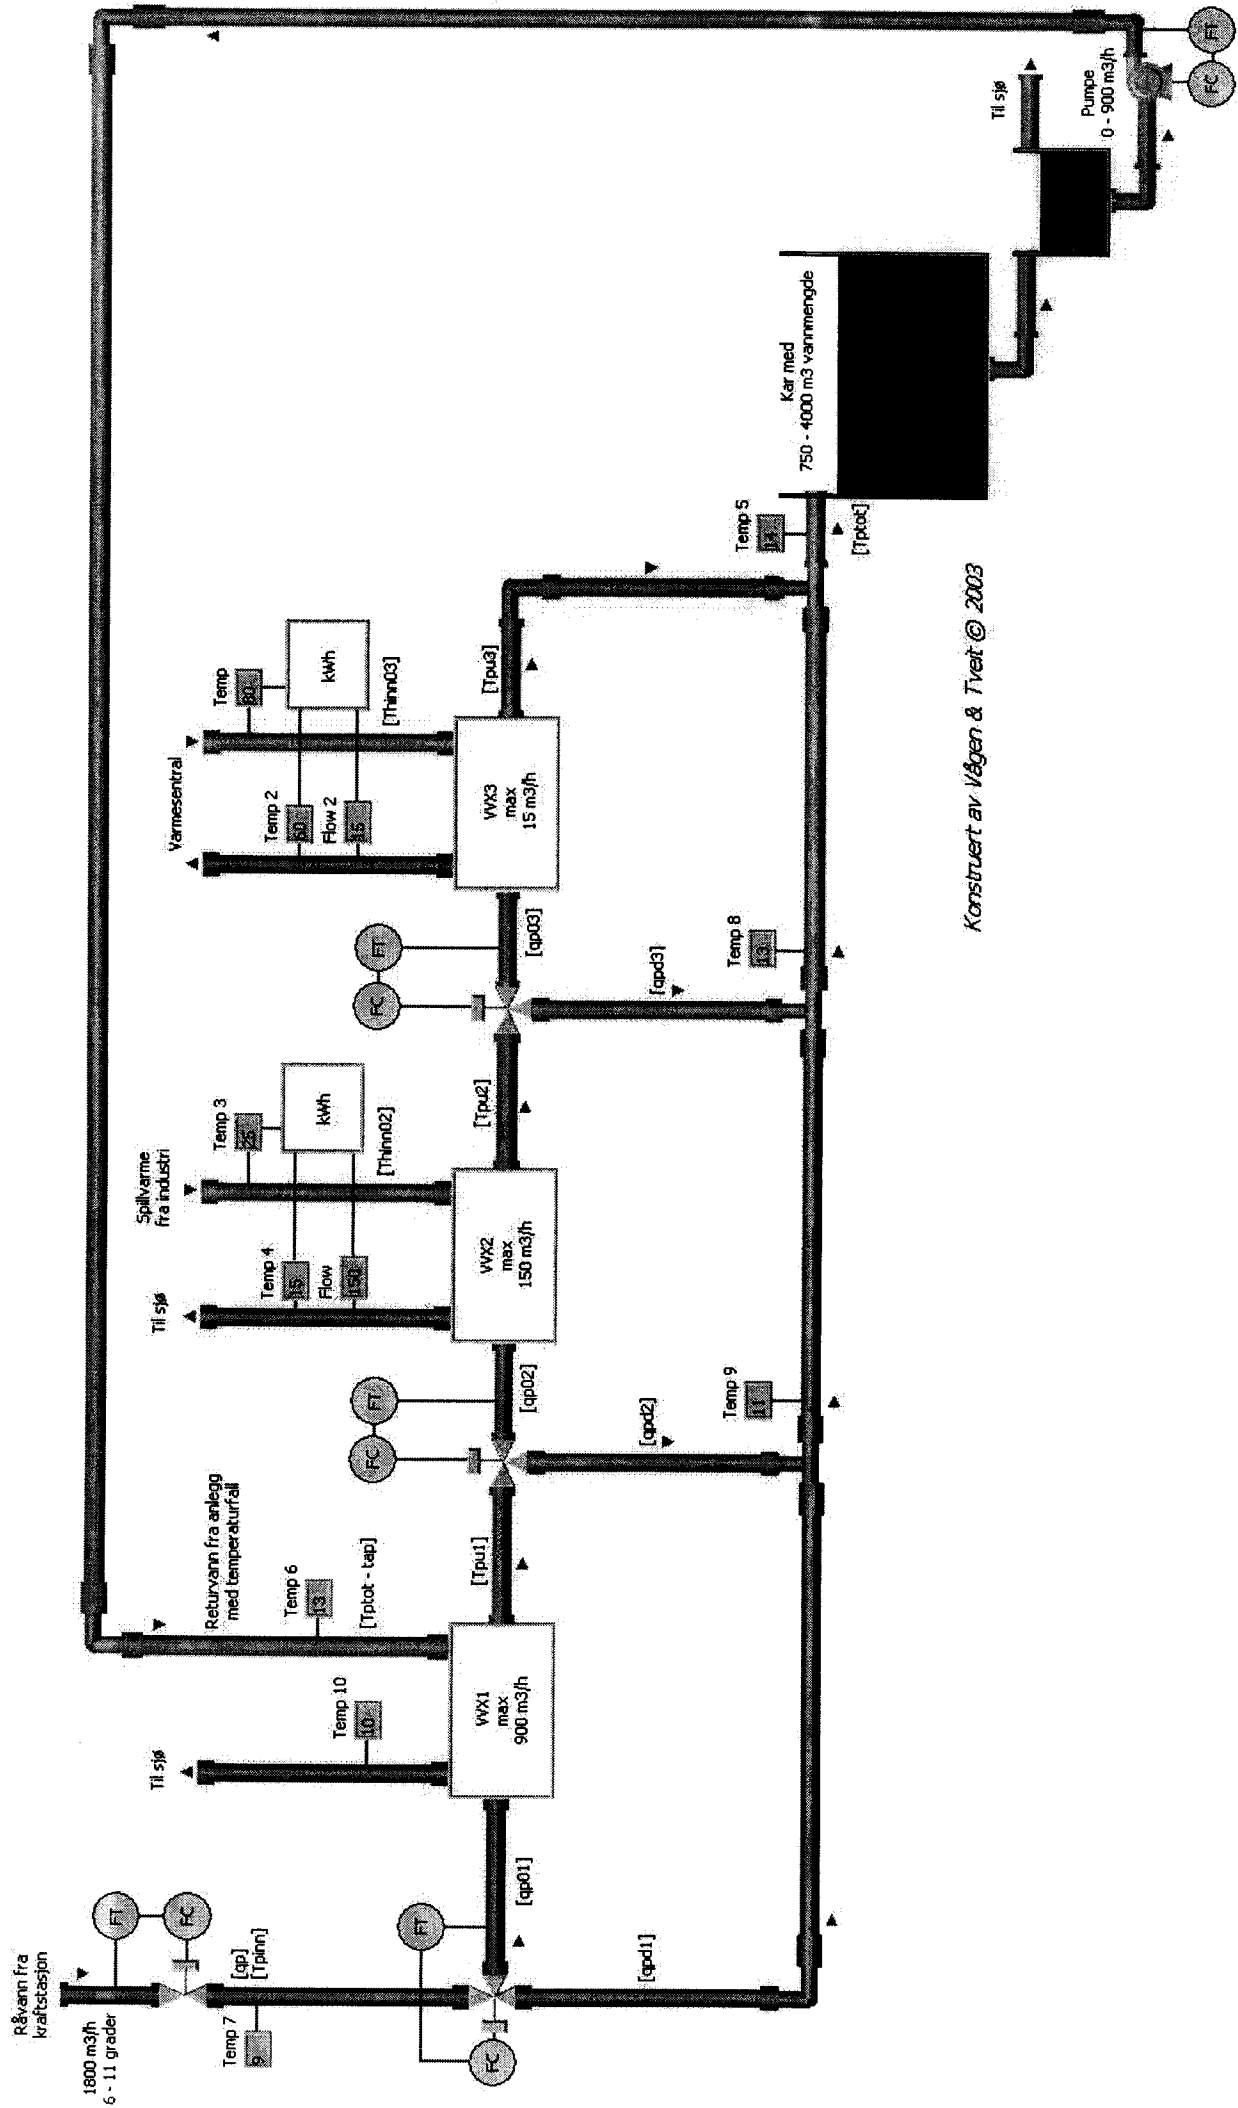 Råvann fra
kraftstasjon
1800 m3/h
6 - 11 grader
FT
FC
[qp]
[Tpinn]
Temp 7
9
FC
FT
[qp01]
[qpd1]
Til sjø
Temp 10
10
VVX1
max
900 m3/h
Returvann fra anlegg
med temperaturfall
Temp 6
13
[Tptot - tap]
[Tpu1]
FC
FT
[qp02]
[qpd2]
Temp 9
11
Til sjø
Temp 4
15
Flow
150
Spillvarme
fra industri
Temp 3
25
kWh
[Thinn02]
VVX2
max
150 m3/h
[Tpu2]
FC
FT
[qp03]
[qpd3]
Temp 8
13
Varmesentral
Temp 2
60
Flow 2
15
Temp
80
kWh
[Thinn03]
VVX3
max
15 m3/h
[Tpu3]
Temp 5
14
[Tptot]
Kar med
750 - 4000 m3 vannmengde
Til sjø
Pumpe
0 - 900 m3/h
FC
FT
Konstruert av Vågen & Tveit © 2003